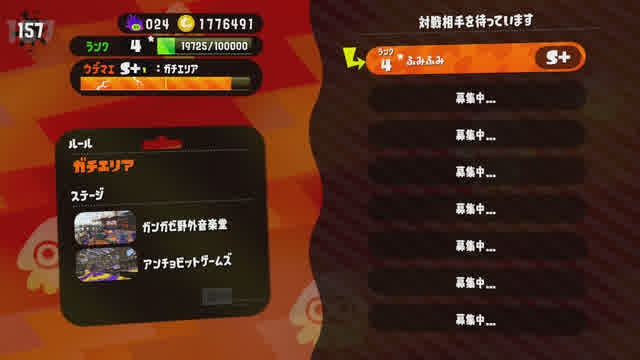 157
024 1776491
ランク 4 19725/100000
ウデマエ S+1 : ガチエリア
ルール
ガチエリア
ステージ
ガンガゼ野外音楽堂
アンチョビットゲームズ
対戦相手を待っています
ランク 4 ふみふみ S+
募集中...
募集中...
募集中...
募集中...
募集中...
募集中...
募集中...